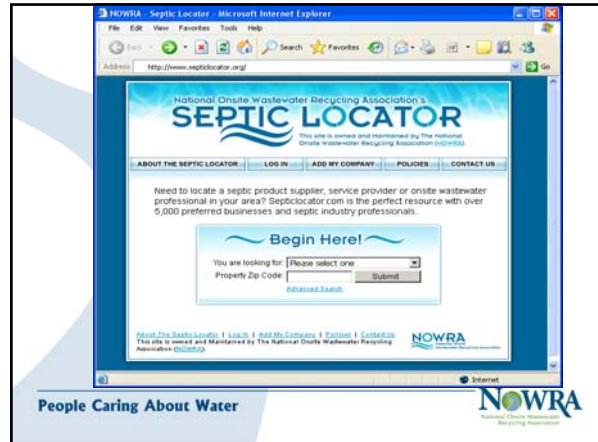 NOWRA - Septic Locator - Microsoft Internet Explorer
File Edit View Favorites Tools Help
Back Search Favorites
Address http://www.septiclocator.org/ Go
National Onsite Wastewater Recycling Association's
SEPTIC LOCATOR
This site is owned and maintained by The National
Onsite Wastewater Recycling Association (NOWRA).
ABOUT THE SEPTIC LOCATOR LOG IN ADD MY COMPANY POLICIES CONTACT US
Need to locate a septic product supplier, service provider or onsite wastewater
professional in your area? Septiclocator.com is the perfect resource with over
5,000 preferred businesses and septic industry professionals.
Begin Here!
You are looking for: Please select one
Property Zip Code: Submit
Advanced Search
About The Septic Locator | Log In | Add My Company | Policies | Contact Us
This site is owned and Maintained by The National Onsite Wastewater Recycling
Association (NOWRA).
NOWRA
Internet
People Caring About Water
NOWRA
National Onsite Wastewater
Recycling Association